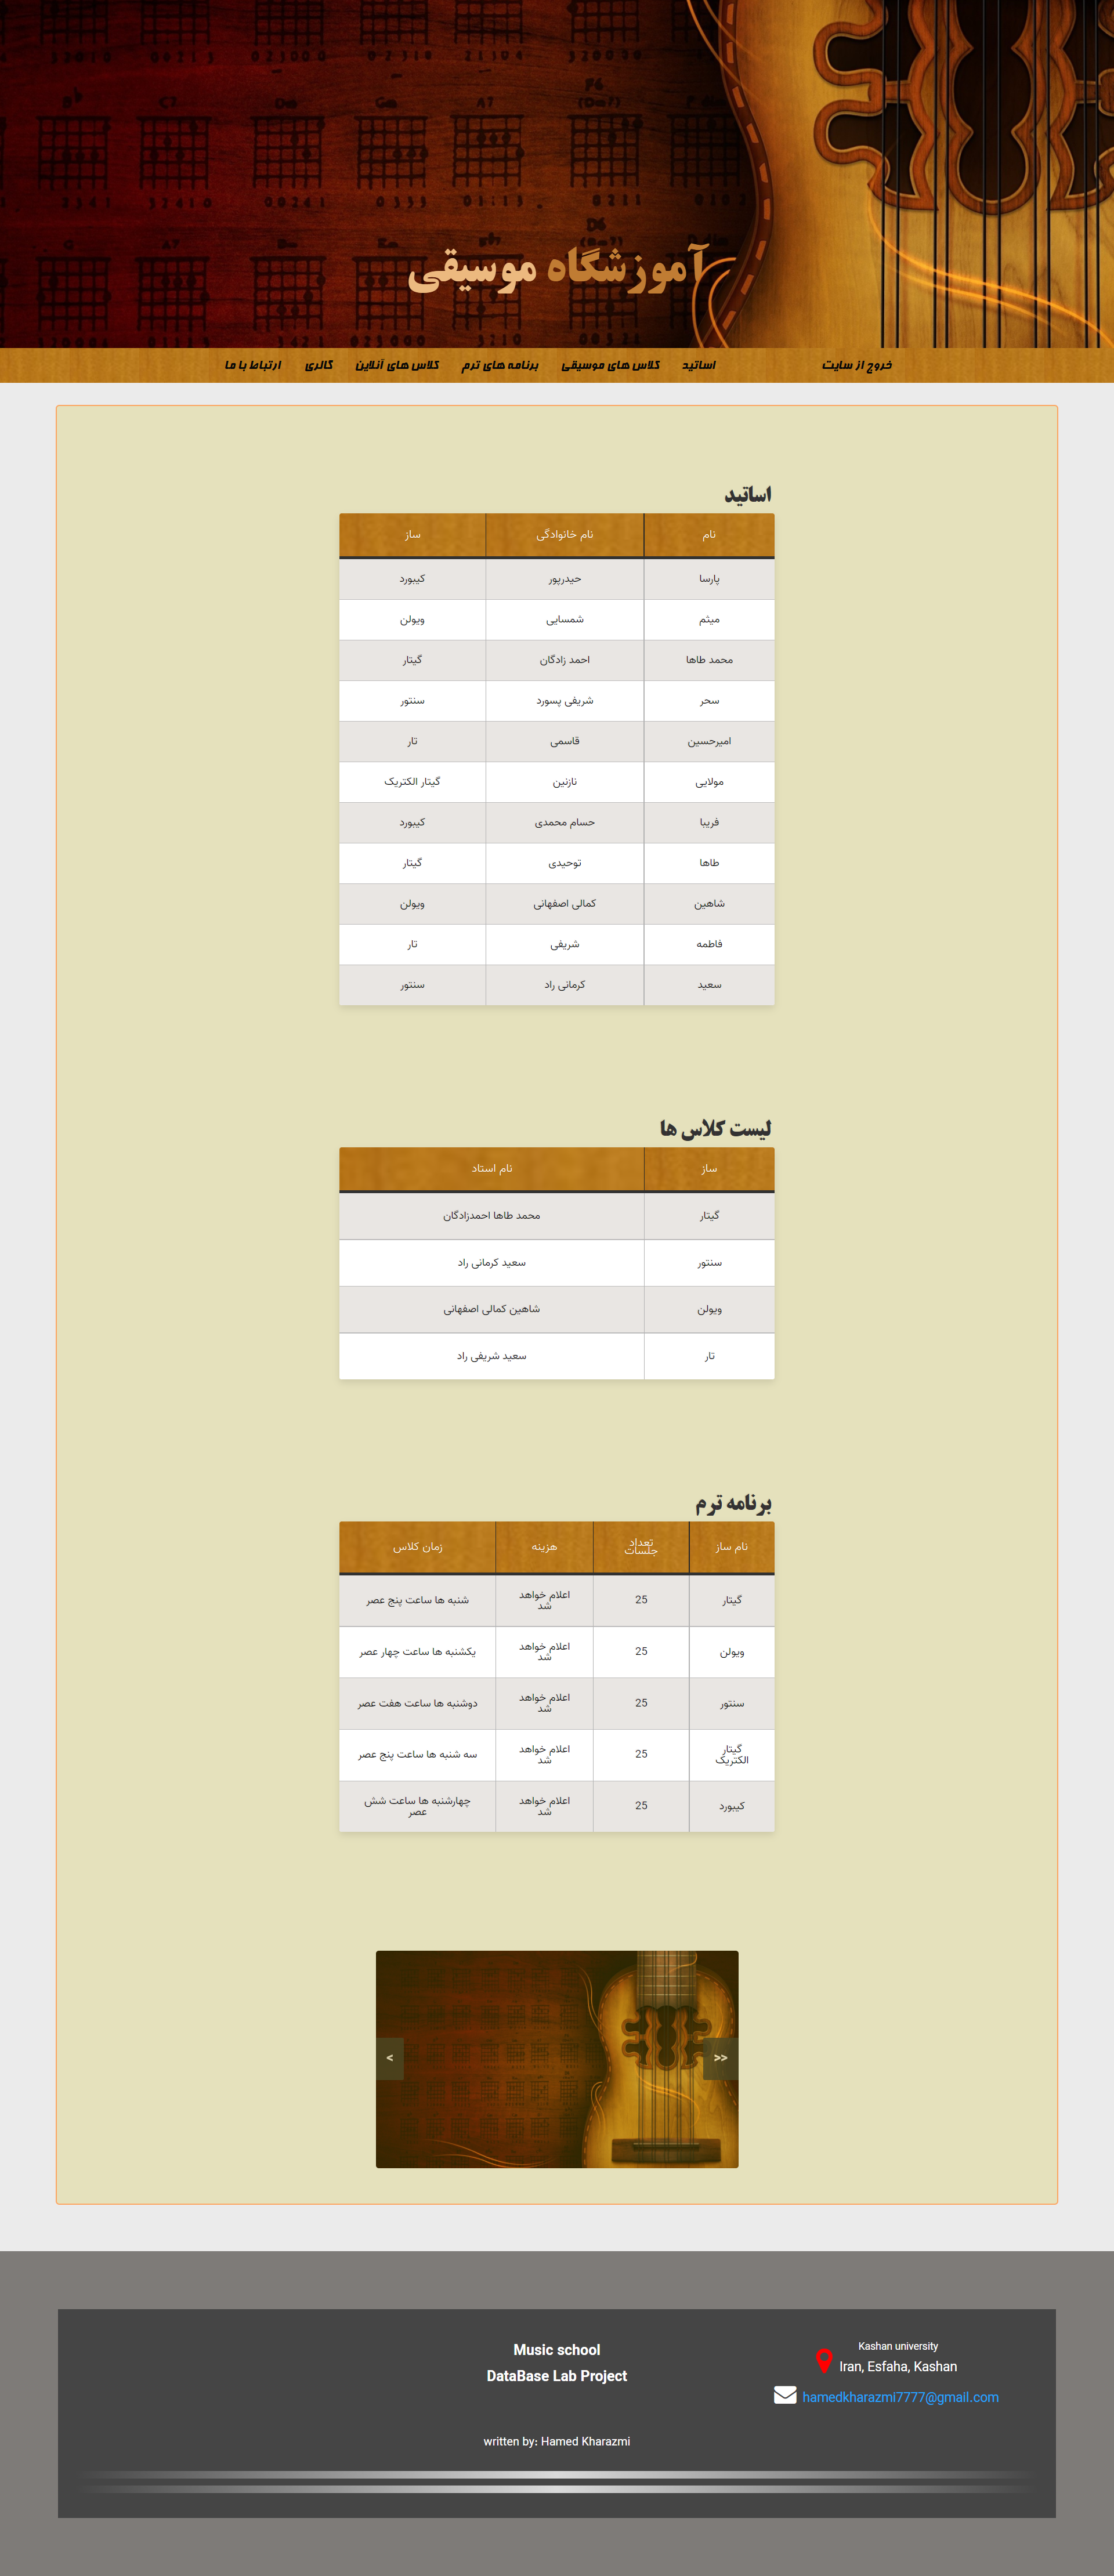 آموزشگاه موسیقی
خروج از سایت اساتید کلاس های موسیقی برنامه های ترم کلاس های آنلاین گالری ارتباط با ما
اساتید
نام نام خانوادگی ساز
پارسا حیدرپور کیبورد
میثم شمسایی ویولن
محمد طاها احمد زادگان گیتار
سحر شریفی پسورد سنتور
امیرحسین قاسمی تار
مولایی نازنین گیتار الکتریک
فریبا حسام محمدی کیبورد
طاها توحیدی گیتار
شاهین کمالی اصفهانی ویولن
فاطمه شریفی تار
سعید کرمانی راد سنتور
لیست کلاس ها
ساز نام استاد
گیتار محمد طاها احمدزادگان
سنتور سعید کرمانی راد
ویولن شاهین کمالی اصفهانی
تار سعید شریفی راد
برنامه ترم
نام ساز تعداد جلسات هزینه زمان کلاس
گیتار 25 اعلام خواهد شد شنبه ها ساعت پنج عصر
ویولن 25 اعلام خواهد شد یکشنبه ها ساعت چهار عصر
سنتور 25 اعلام خواهد شد دوشنبه ها ساعت هفت عصر
گیتار الکتریک 25 اعلام خواهد شد سه شنبه ها ساعت پنج عصر
کیبورد 25 اعلام خواهد شد چهارشنبه ها ساعت شش عصر
Music school
DataBase Lab Project
written by: Hamed Kharazmi
Kashan university
Iran, Esfaha, Kashan
hamedkharazmi7777@gmail.com